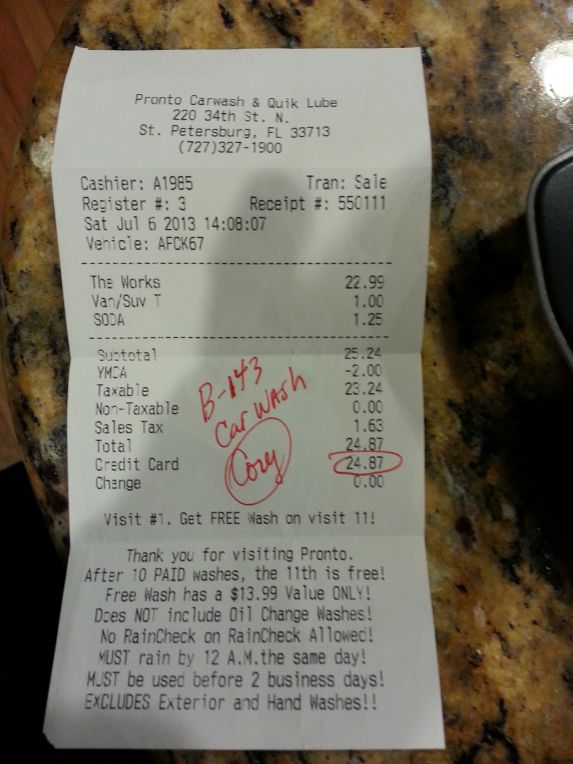 Pronto Carwash & Quik Lube
220 34th St. N.
St. Petersburg, FL 33713
(727)327-1900
Cashier: A1985 Tran: Sale
Register #: 3 Receipt #: 550111
Sat Jul 6 2013 14:08:07
Vehicle: AFCK67
The Works 22.99
Van/Suv T 1.00
SODA 1.25
Subtotal 25.24
YMCA -2.00
Taxable 23.24
Non-Taxable 0.00
Sales Tax 1.63
Total 24.87
Credit Card 24.87
Change 0.00
B-143
Car Wash
Cory
Visit #1. Get FREE Wash on visit 11!
Thank you for visiting Pronto.
After 10 PAID washes, the 11th is free!
Free Wash has a $13.99 Value ONLY!
Does NOT include Oil Change Washes!
No RainCheck on RainCheck Allowed!
MUST rain by 12 A.M.the same day!
MUST be used before 2 business days!
EXCLUDES Exterior and Hand Washes!!